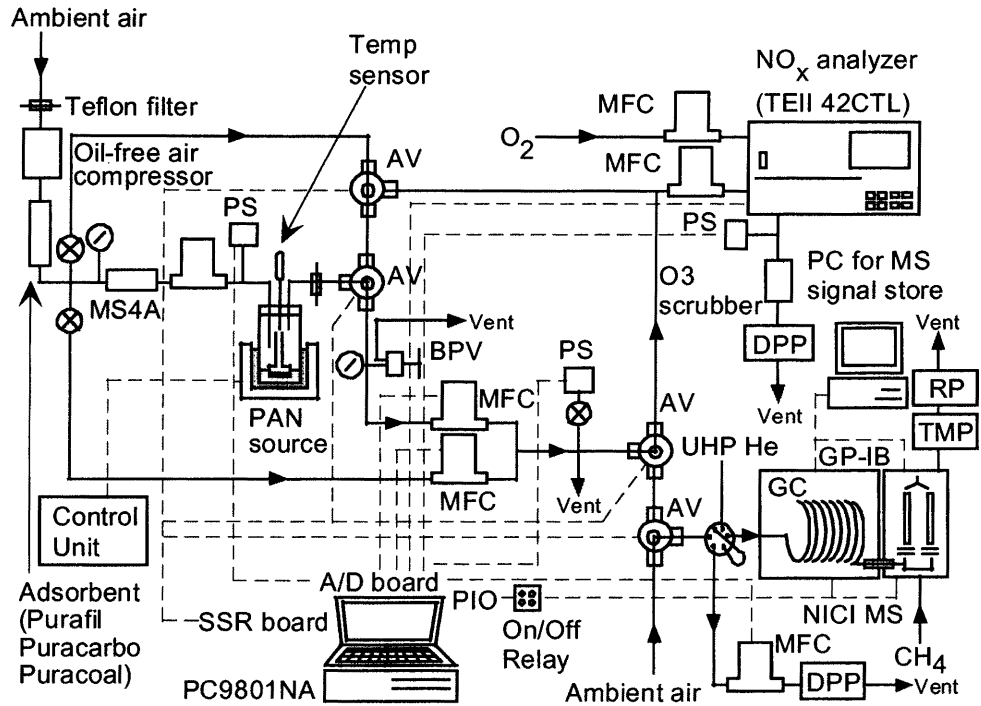 Ambient air
Teflon filter
Oil-free air
compressor
Temp
sensor
NOx analyzer
(TEII 42CTL)
MFC
O2
MFC
AV
PS
PS
AV
MS4A
O3
scrubber
PC for MS
signal store
Vent
BPV
PS
DPP
Vent
RP
PAN
source
MFC
AV
Vent
TMP
UHP He
GP-IB
MFC
Vent
GC
Control
Unit
AV
A/D board
Adsorbent
(Purafil
Puracarbo
Puracoal)
PIO
NICI MS
SSR board
On/Off
Relay
MFC
CH4
PC9801NA
Ambient air
DPP
Vent